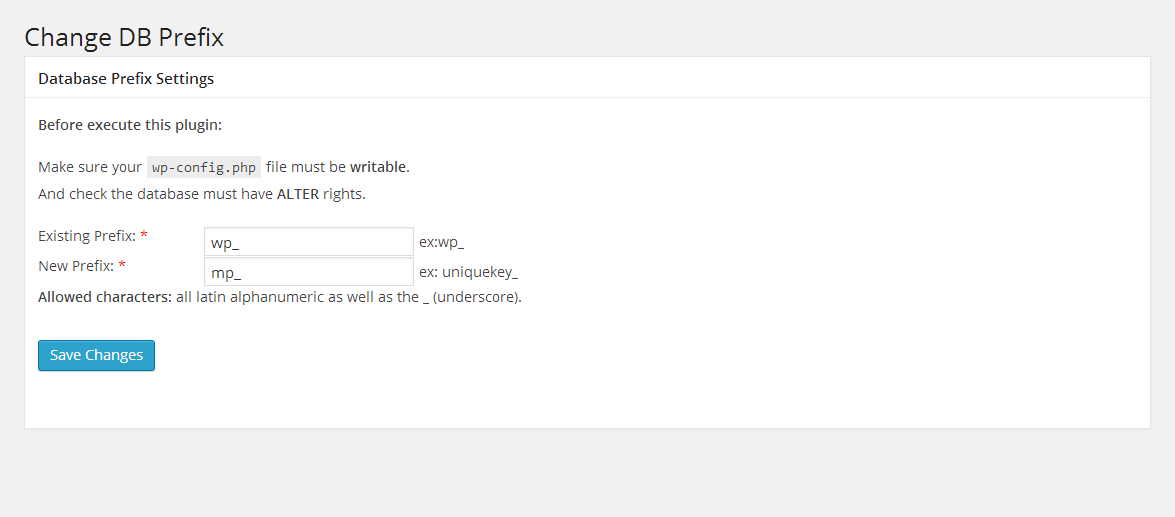 Change DB Prefix
Database Prefix Settings
Before execute this plugin:
Make sure your wp-config.php file must be writable.
And check the database must have ALTER rights.
Existing Prefix: * wp_ ex:wp_
New Prefix: * mp_ ex: uniquekey_
Allowed characters: all latin alphanumeric as well as the _ (underscore).
Save Changes